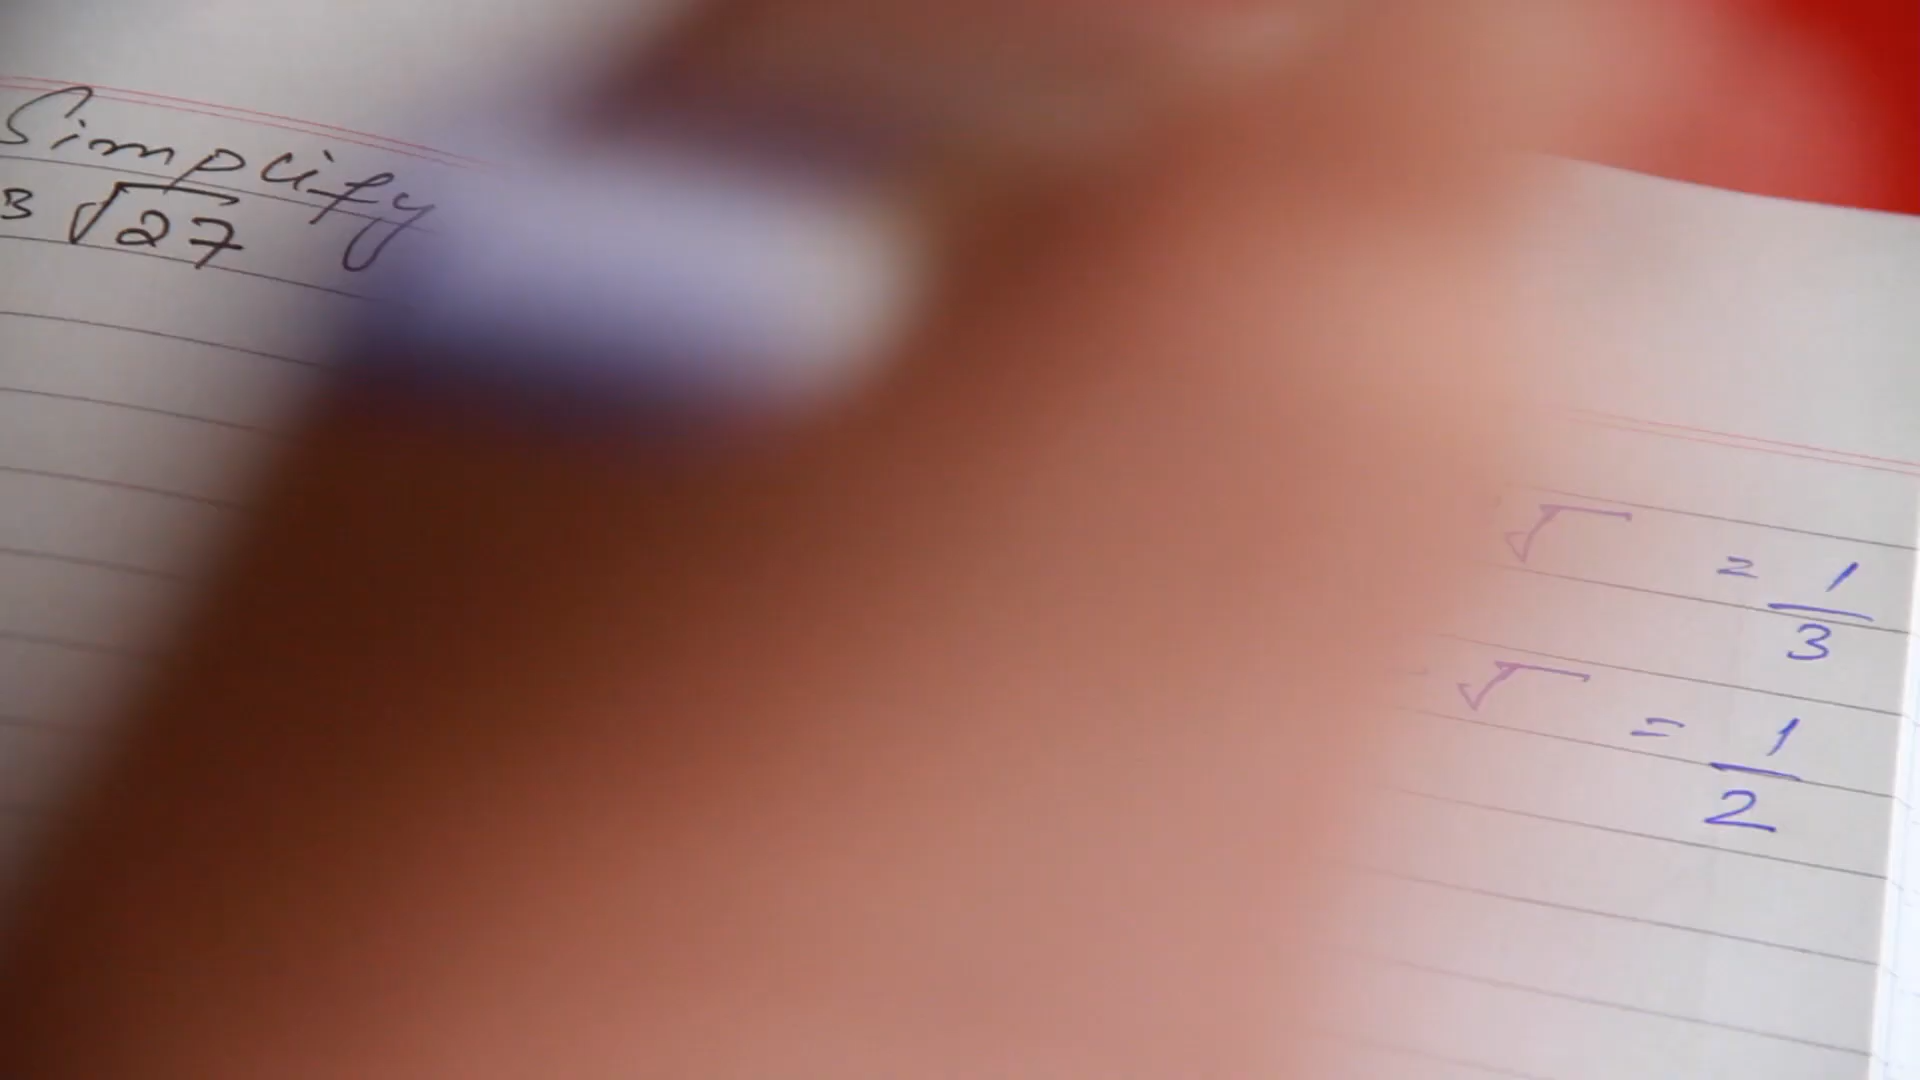 Simplify
3 √27
√ = 1/3
√ = 1/2